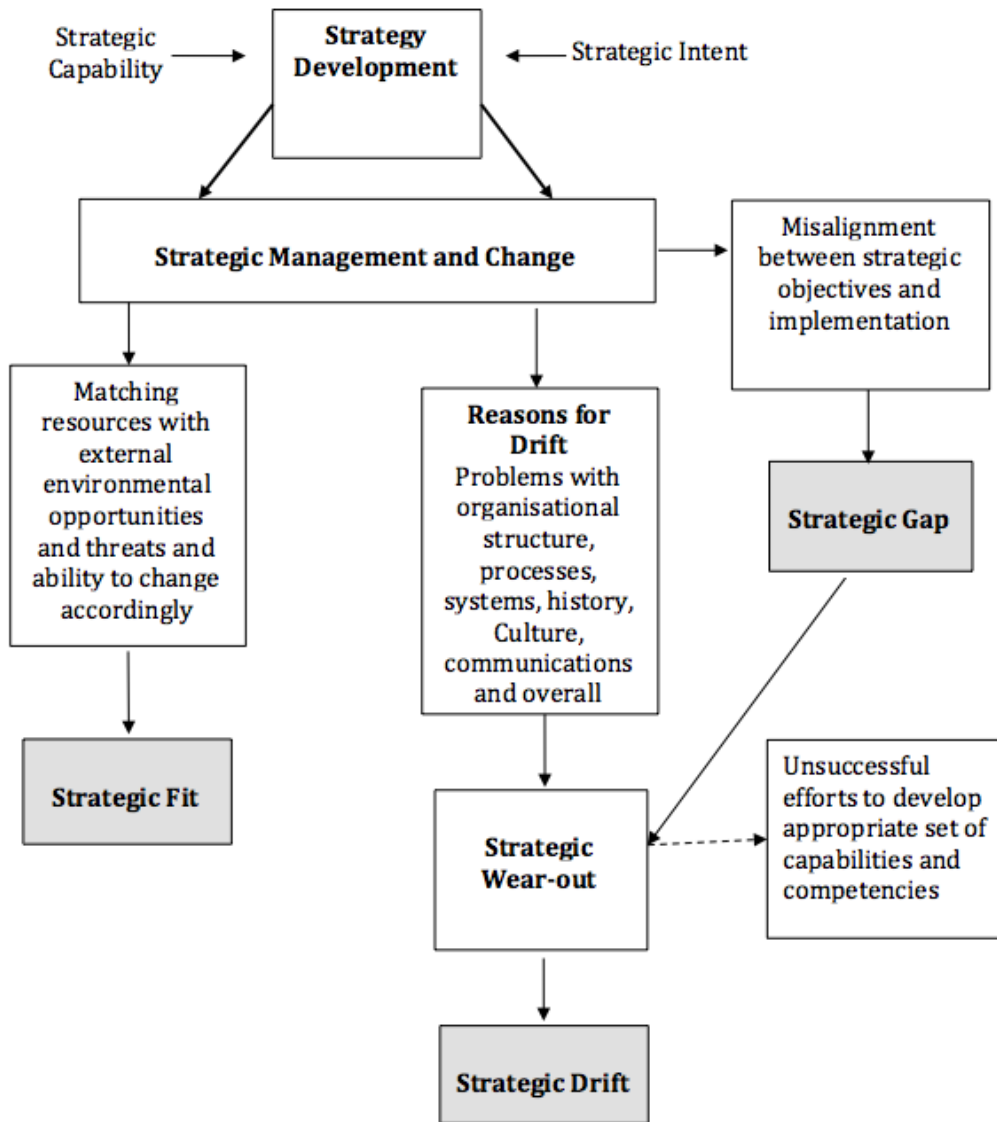 Strategic
Capability
Strategy
Development
Strategic Intent
Strategic Management and Change
Misalignment
between strategic
objectives and
implementation
Matching
resources with
external
environmental
opportunities
and threats and
ability to change
accordingly
Reasons for
Drift
Problems with
organisational
structure,
processes,
systems, history,
Culture,
communications
and overall
Strategic Gap
Strategic Fit
Strategic
Wear-out
Unsuccessful
efforts to develop
appropriate set of
capabilities and
competencies
Strategic Drift